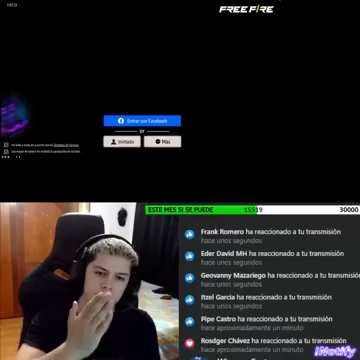 FREE FIRE
Entrar con Facebook
or
Invitado
Más
ESTE MES SI SE PUEDE 15519 30000
Frank Romero ha reaccionado a tu transmisión
hace unos segundos
Eder David MH ha reaccionado a tu transmisión
hace unos segundos
Geovanny Mazariego ha reaccionado a tu transmisión
hace unos segundos
Itzel García ha reaccionado a tu transmisión
hace unos segundos
Pipe Castro ha reaccionado a tu transmisión
hace aproximadamente un minuto
Rosdger Chávez ha reaccionado a tu transmisión
hace aproximadamente un minuto